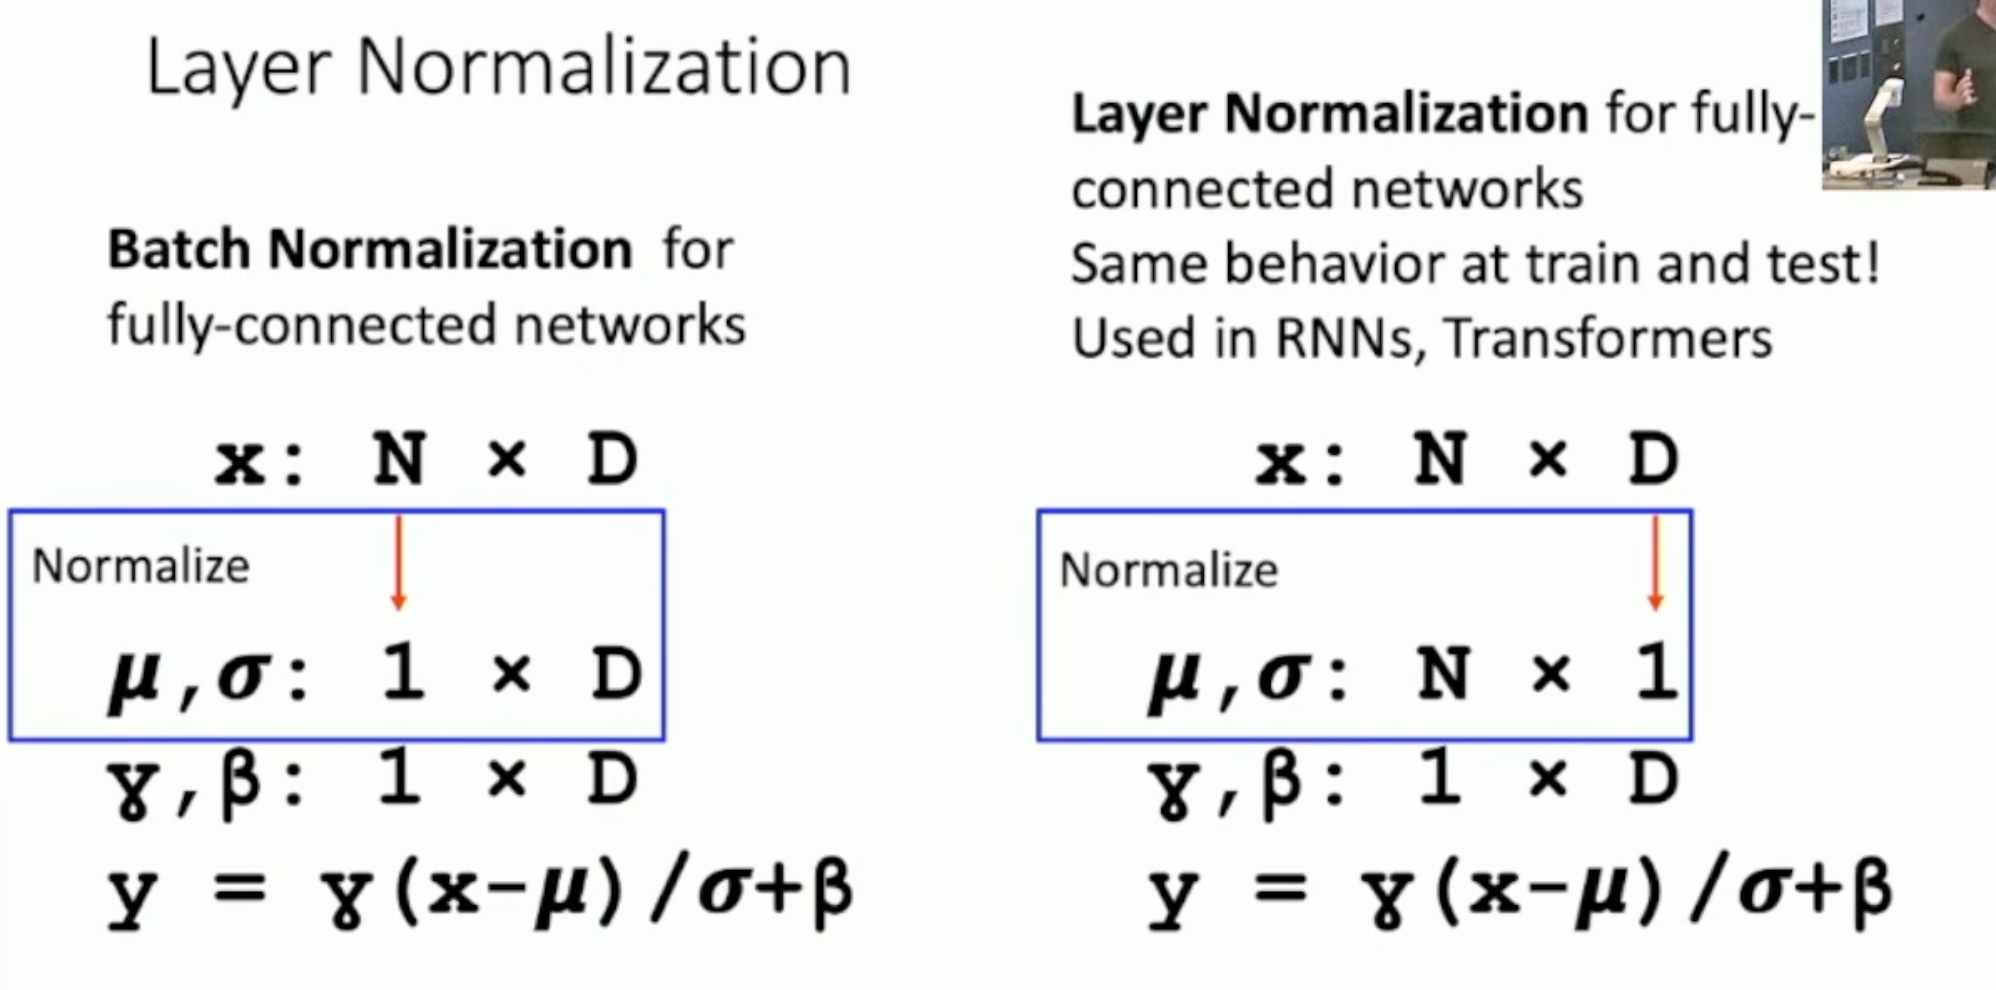 Layer Normalization
Batch Normalization for
fully-connected networks
x: N × D
Normalize
μ,σ: 1 × D
γ,β: 1 × D
y = γ(x-μ)/σ+β
Layer Normalization for fully-
connected networks
Same behavior at train and test!
Used in RNNs, Transformers
x: N × D
Normalize
μ,σ: N × 1
γ,β: 1 × D
y = γ(x-μ)/σ+β